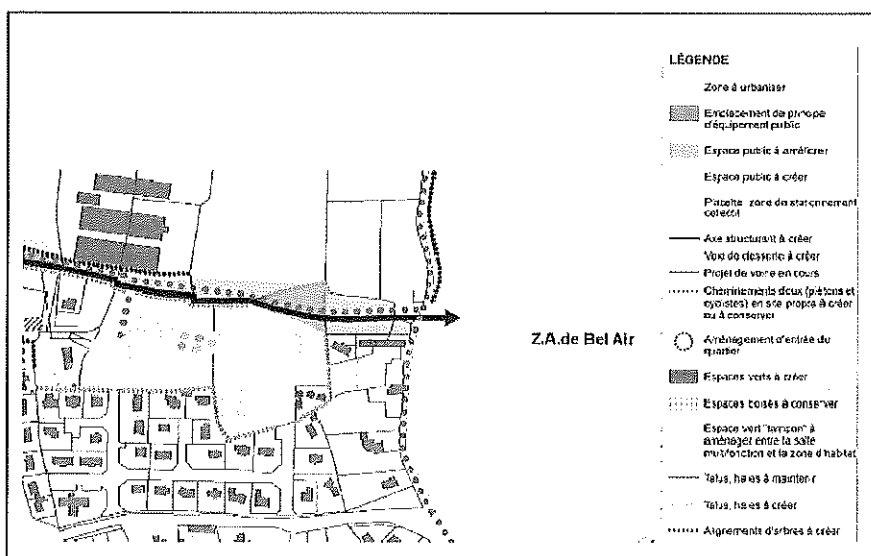 LÉGENDE
Zone à urbaniser
Emplacement de principe
d'équipement public
Espace public à améliorer
Espace public à créer
Placette, zone de stationnement
collectif
Axe structurant à créer
Voie de desserte à créer
Projet de voirie en cours
Cheminements doux (piétons et
cyclistes) en site propre à créer
ou à conserver
Z.A.de Bel Air
Aménagement d'entrée du
quartier
Espaces verts à créer
Espaces boisés à conserver
Espace vert "tampon" à
aménager entre la salle
multifonction et la zone d'habitat
Talus, haies à maintenir
Talus, haies à créer
Alignements d'arbres à créer